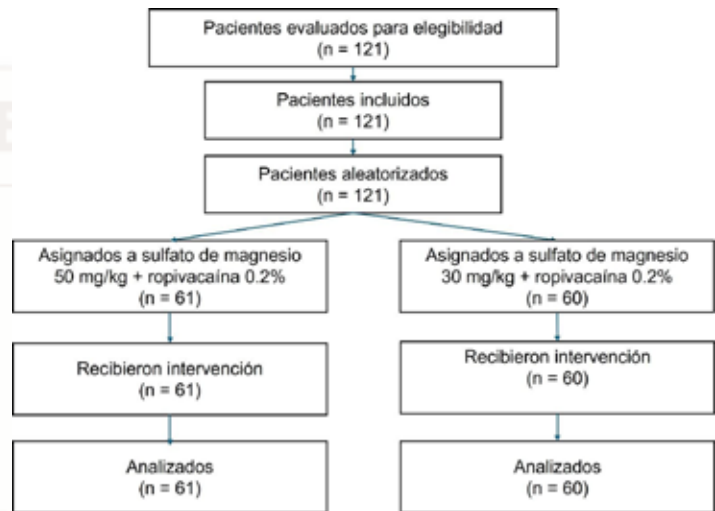 Pacientes evaluados para elegibilidad
(n = 121)
Pacientes incluidos
(n = 121)
Pacientes aleatorizados
(n = 121)
Asignados a sulfato de magnesio
50 mg/kg + ropivacaína 0.2%
(n = 61)
Asignados a sulfato de magnesio
30 mg/kg + ropivacaína 0.2%
(n = 60)
Recibieron intervención
(n = 61)
Recibieron intervención
(n = 60)
Analizados
(n = 61)
Analizados
(n = 60)